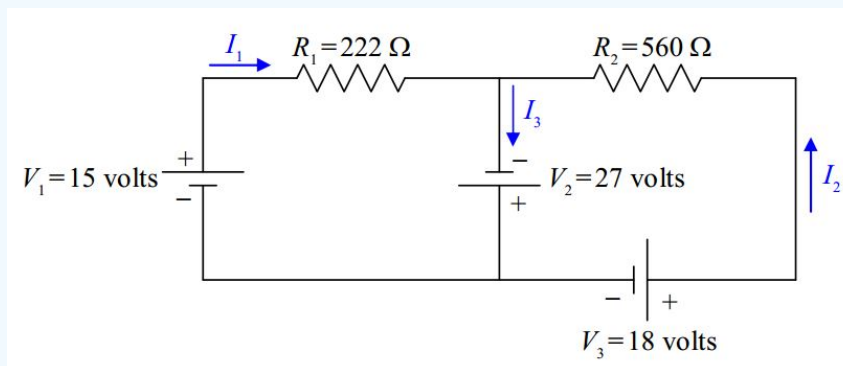 I₁
R₁=222 Ω
R₂=560 Ω
I₃
+
V₁=15 volts
−
−
V₂=27 volts
+
I₂
−
+
V₃=18 volts